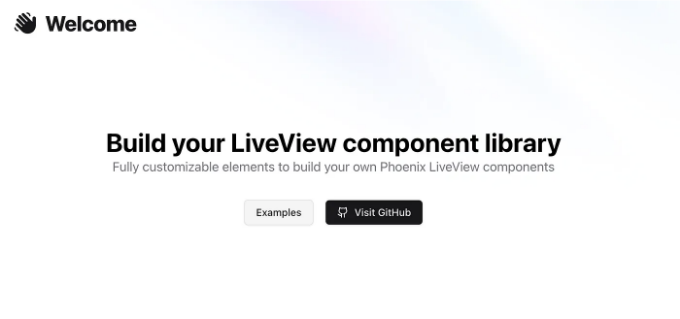 Welcome
Build your LiveView component library
Fully customizable elements to build your own Phoenix LiveView components
Examples
Visit GitHub